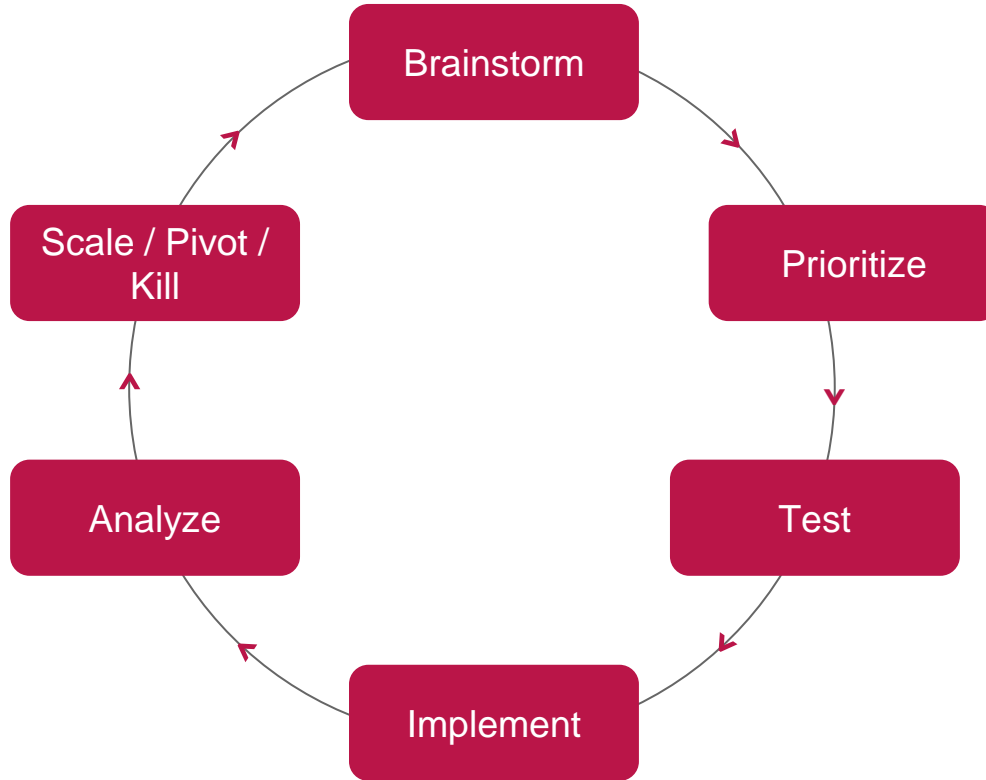 Brainstorm
Prioritize
Test
Implement
Analyze
Scale / Pivot /
Kill